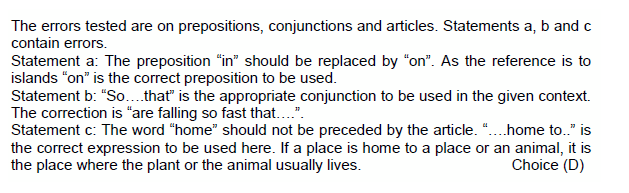 The errors tested are on prepositions, conjunctions and articles. Statements a, b and c
contain errors.
Statement a: The preposition “in” should be replaced by “on”. As the reference is to
islands “on” is the correct preposition to be used.
Statement b: “So....that” is the appropriate conjunction to be used in the given context.
The correction is “are falling so fast that....”.
Statement c: The word “home” should not be preceded by the article. “....home to..” is
the correct expression to be used here. If a place is home to a place or an animal, it is
the place where the plant or the animal usually lives. Choice (D)